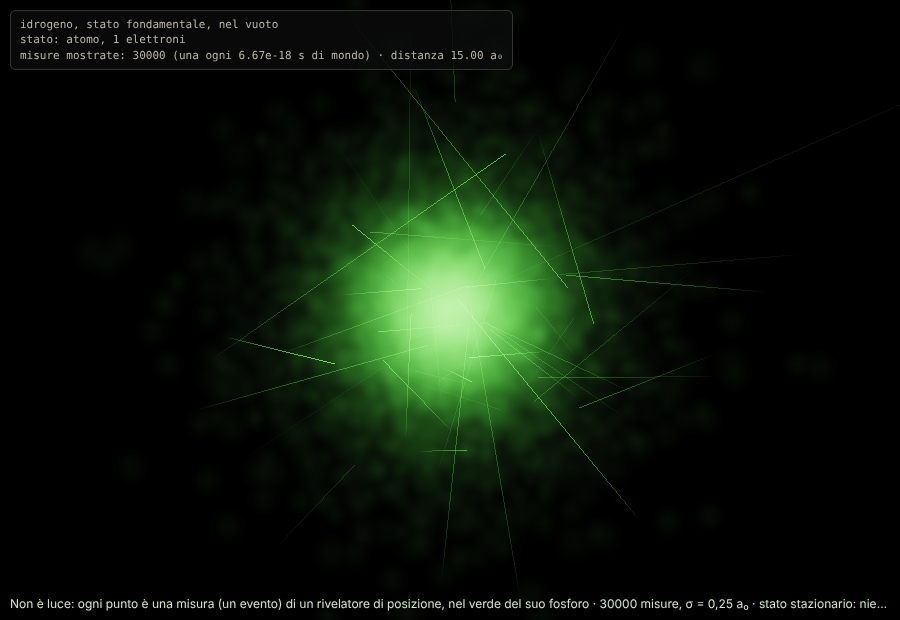 idrogeno, stato fondamentale, nel vuoto
stato: atomo, 1 elettroni
misure mostrate: 30000 (una ogni 6.67e-18 s di mondo) · distanza 15.00 a₀
Non è luce: ogni punto è una misura (un evento) di un rivelatore di posizione, nel verde del suo fosforo · 30000 misure, σ = 0,25 a₀ · stato stazionario: nie...